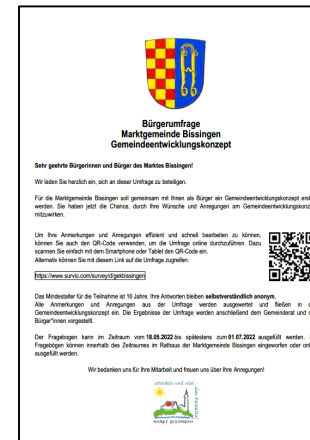 Bürgerumfrage
Marktgemeinde Bissingen
Gemeindeentwicklungskonzept
Sehr geehrte Bürgerinnen und Bürger des Marktes Bissingen!
Wir laden Sie herzlich ein, sich an dieser Umfrage zu beteiligen.
Für die Marktgemeinde Bissingen soll gemeinsam mit Ihnen als Bürger ein Gemeindeentwicklungskonzept erst
werden. Sie haben jetzt die Chance, durch Ihre Wünsche und Anregungen am Gemeindeentwicklungskonz
mitzuwirken.
Um Ihre Anmerkungen und Anregungen effizient und schnell bearbeiten zu können,
können Sie auch den QR-Code verwenden, um die Umfrage online durchzuführen. Dazu
scannen Sie einfach mit dem Smartphone oder Tablet den QR-Code ein.
Alternativ können Sie mit diesem Link auf die Umfrage zugreifen:
https://www.survio.com/survey/d/gekbissingen
Das Mindestalter für die Teilnahme ist 16 Jahre. Ihre Antworten bleiben selbstverständlich anonym.
Alle Anmerkungen und Anregungen aus der Umfrage werden ausgewertet und fließen in d
Gemeindeentwicklungskonzept ein. Die Ergebnisse der Umfrage werden anschließend dem Gemeinderat und d
Bürger*innen vorgestellt.
Der Fragebogen kann im Zeitraum vom 18.05.2022 bis spätestens zum 01.07.2022 ausgefüllt werden.
Fragebögen können innerhalb des Zeitraumes im Rathaus der Marktgemeinde Bissingen eingeworfen oder onl
ausgefüllt werden.
Wir bedanken uns für Ihre Mitarbeit und freuen uns über Ihre Anregungen!
attraktiv und vital -
das Kesseltal
MARKT BISSINGEN